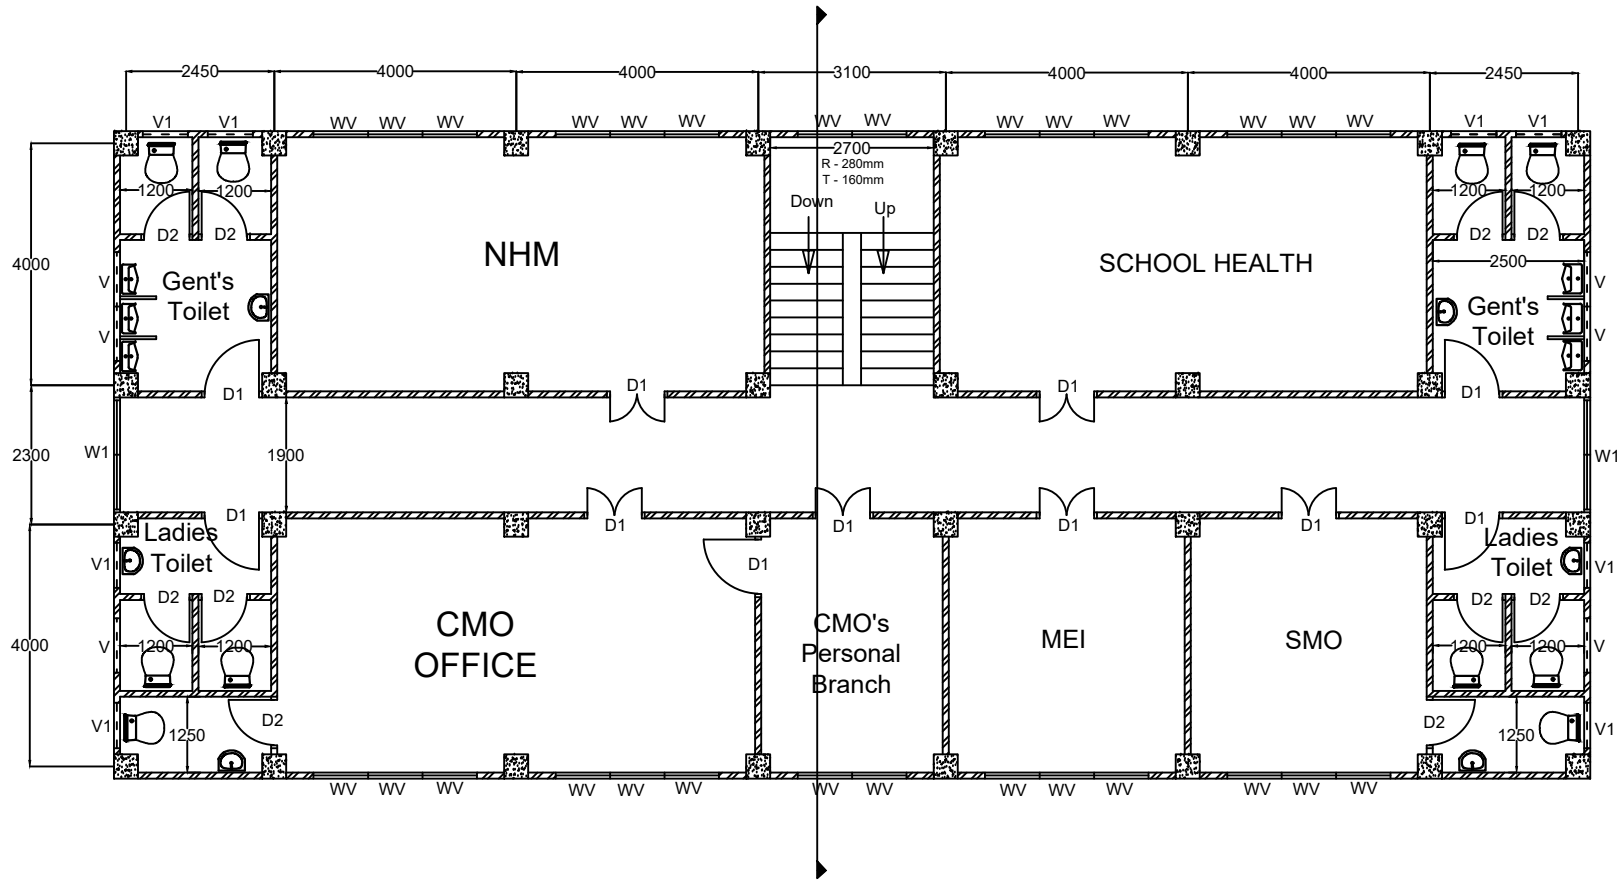 2450 4000 4000 3100 4000 4000 2450
V1 V1 WV WV WV WV WV WV WV WV WV WV WV WV WV WV V1 V1
2700
R - 280mm
T - 160mm
1200 1200 1200 1200
Down Up
D2 D2 D2 D2
NHM
SCHOOL HEALTH
4000
2500
V Gent's
Toilet
V
Gent's
Toilet
V
V
D1 D1 D1 D1
2300 W1 1900 W1
D1 D1 D1 D1 D1 D1
Ladies
Toilet
V1
Ladies
Toilet
V1
D1
D2 D2 D2 D2
4000
V 1200 1200
CMO
OFFICE
CMO's
Personal
Branch
MEI
SMO
1200 1200 V
V1 1250 D2 D2 1250 V1
WV WV WV WV WV WV WV WV WV WV WV WV WV WV